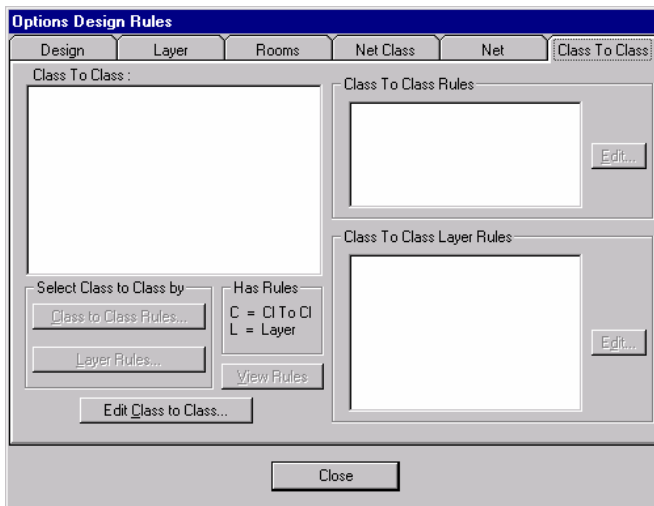 Options Design Rules
Design Layer Rooms Net Class Net Class To Class
Class To Class :
Class To Class Rules
Edit...
Class To Class Layer Rules
Edit...
Select Class to Class by
Class to Class Rules...
Layer Rules...
Has Rules
C = Cl To Cl
L = Layer
View Rules
Edit Class to Class...
Close